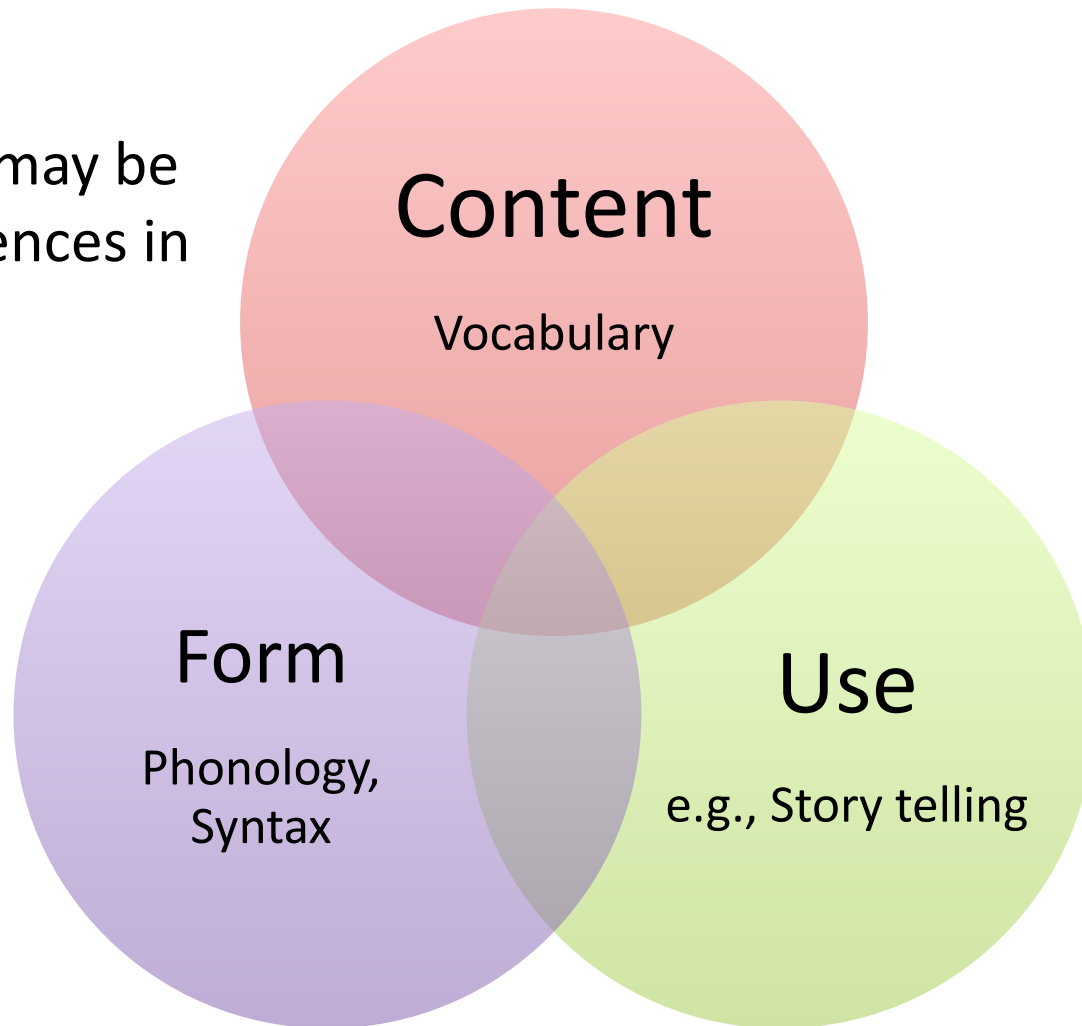 may be
ences in
Content
Vocabulary
Form
Phonology,
Syntax
Use
e.g., Story telling